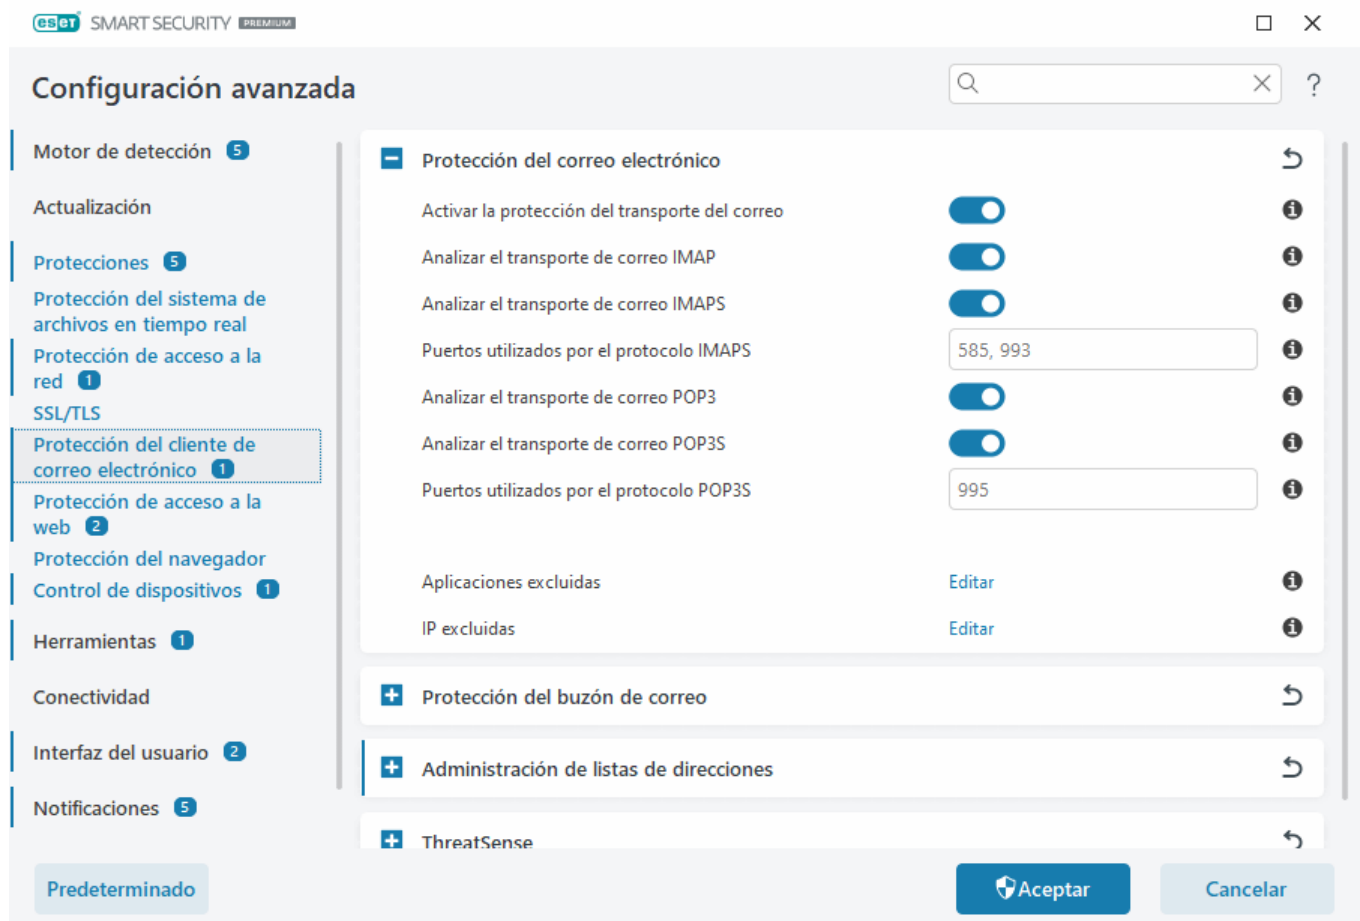 eset SMART SECURITY PREMIUM
Configuración avanzada
?
Motor de detección 5
Actualización
Protecciones 5
Protección del sistema de
archivos en tiempo real
Protección de acceso a la
red 1
SSL/TLS
Protección del cliente de
correo electrónico 1
Protección de acceso a la
web 2
Protección del navegador
Control de dispositivos 1
Herramientas 1
Conectividad
Interfaz del usuario 2
Notificaciones 5
Protección del correo electrónico
Activar la protección del transporte del correo
Analizar el transporte de correo IMAP
Analizar el transporte de correo IMAPS
Puertos utilizados por el protocolo IMAPS 585, 993
Analizar el transporte de correo POP3
Analizar el transporte de correo POP3S
Puertos utilizados por el protocolo POP3S 995
Aplicaciones excluidas Editar
IP excluidas Editar
Protección del buzón de correo
Administración de listas de direcciones
ThreatSense
Predeterminado
Aceptar
Cancelar